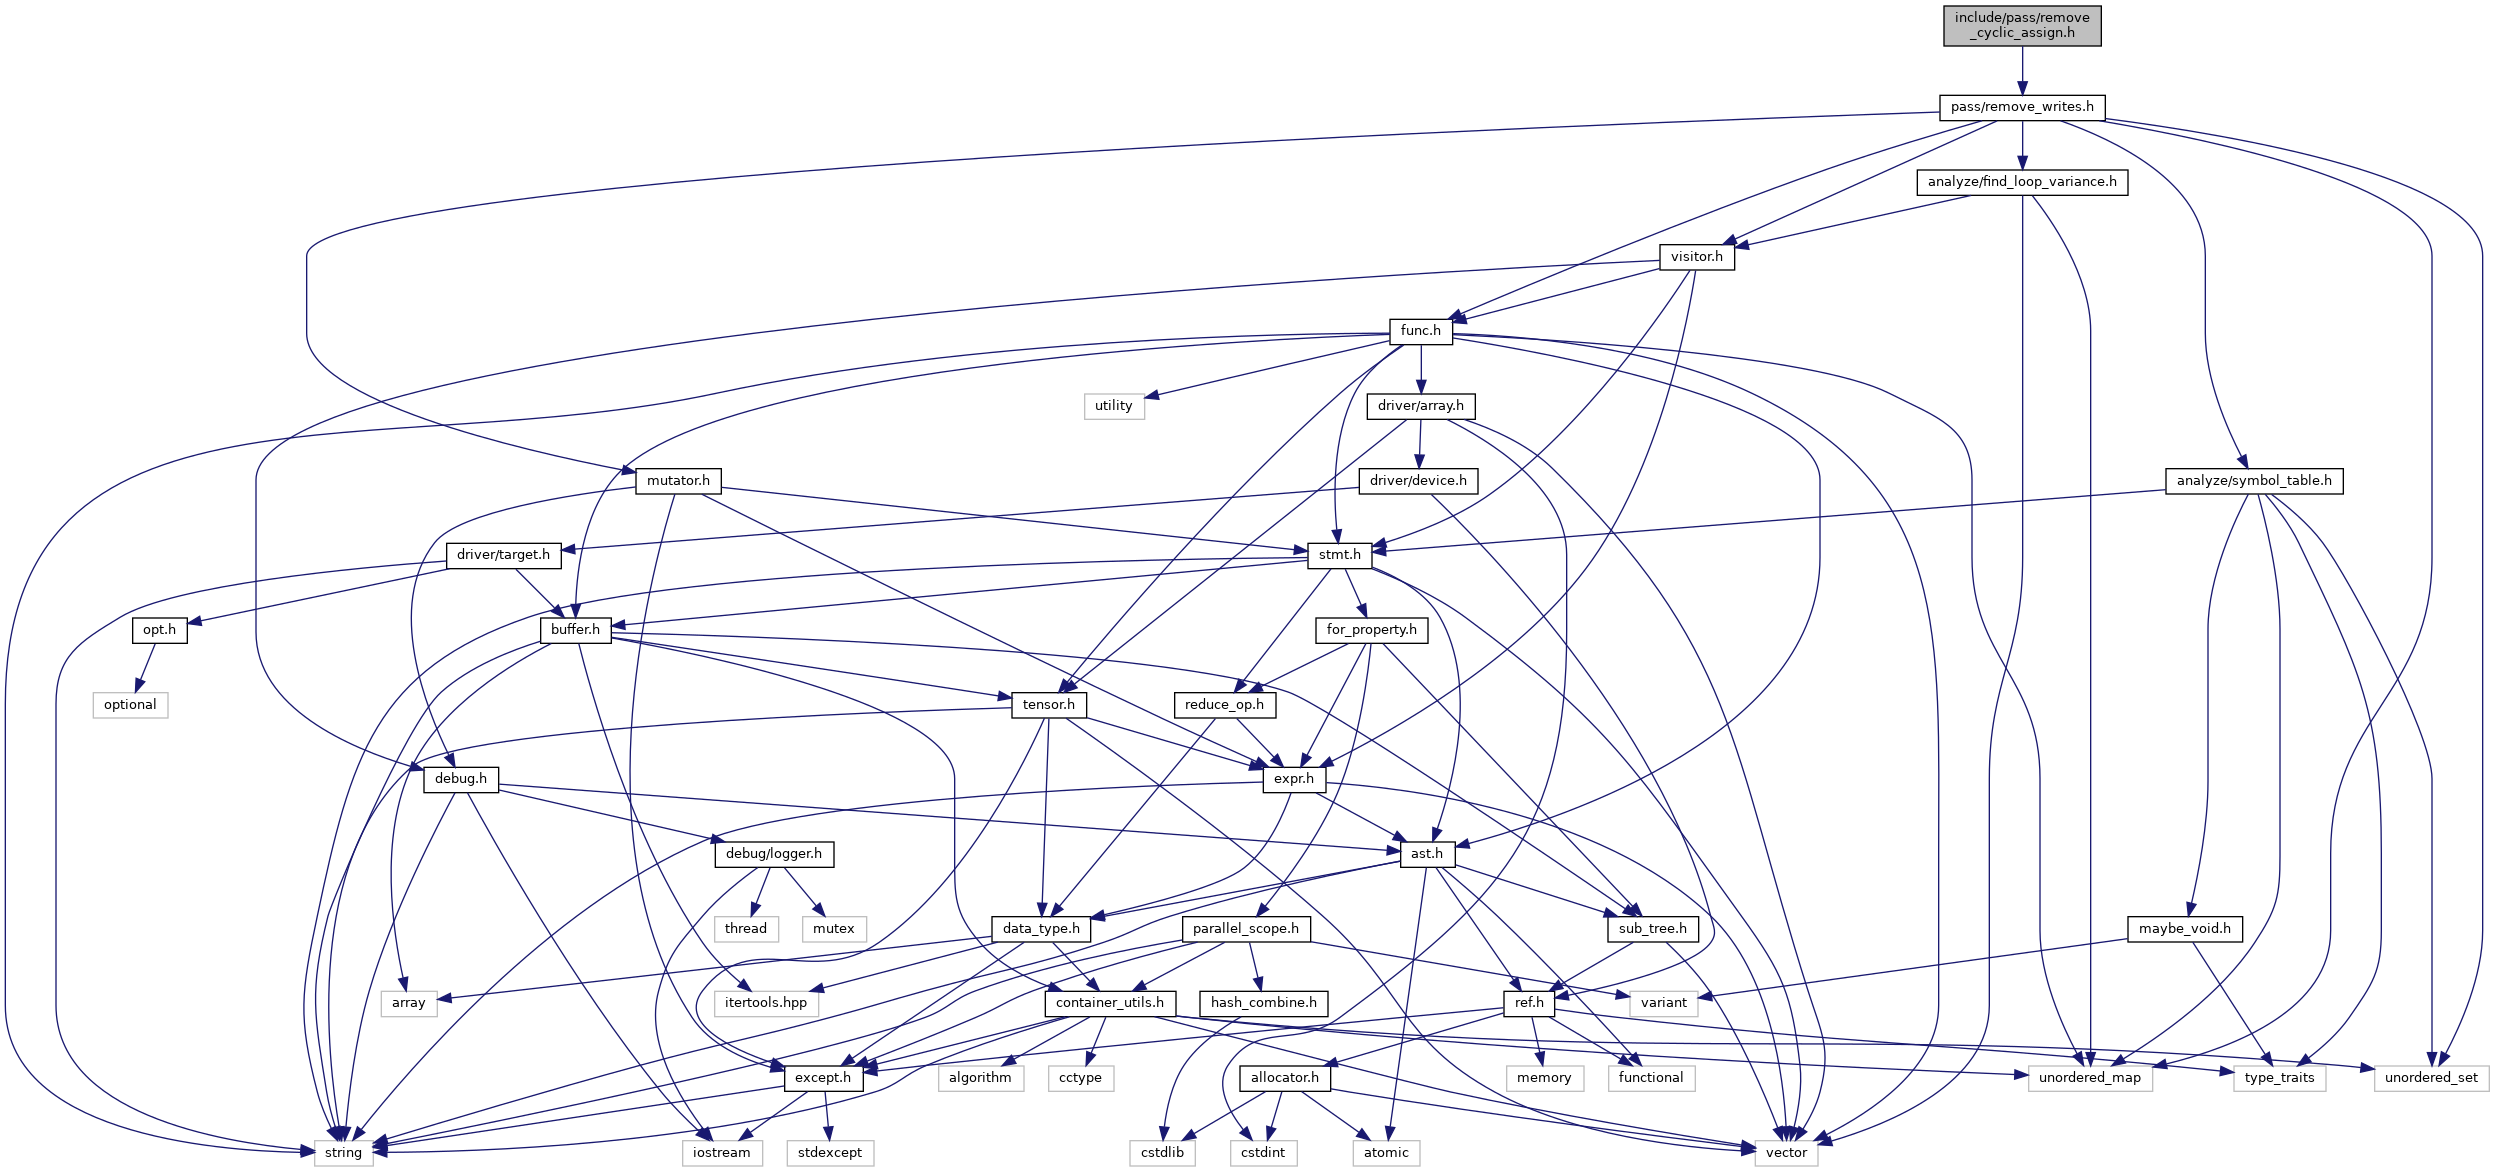 include/pass/remove
_cyclic_assign.h
pass/remove_writes.h
analyze/find_loop_variance.h
visitor.h
func.h
utility
driver/array.h
mutator.h
driver/device.h
analyze/symbol_table.h
driver/target.h
stmt.h
opt.h
buffer.h
for_property.h
optional
tensor.h
reduce_op.h
debug.h
expr.h
debug/logger.h
ast.h
thread
mutex
data_type.h
parallel_scope.h
sub_tree.h
maybe_void.h
array
itertools.hpp
container_utils.h
hash_combine.h
ref.h
variant
except.h
algorithm
cctype
allocator.h
memory
functional
unordered_map
type_traits
unordered_set
string
iostream
stdexcept
cstdlib
cstdint
atomic
vector